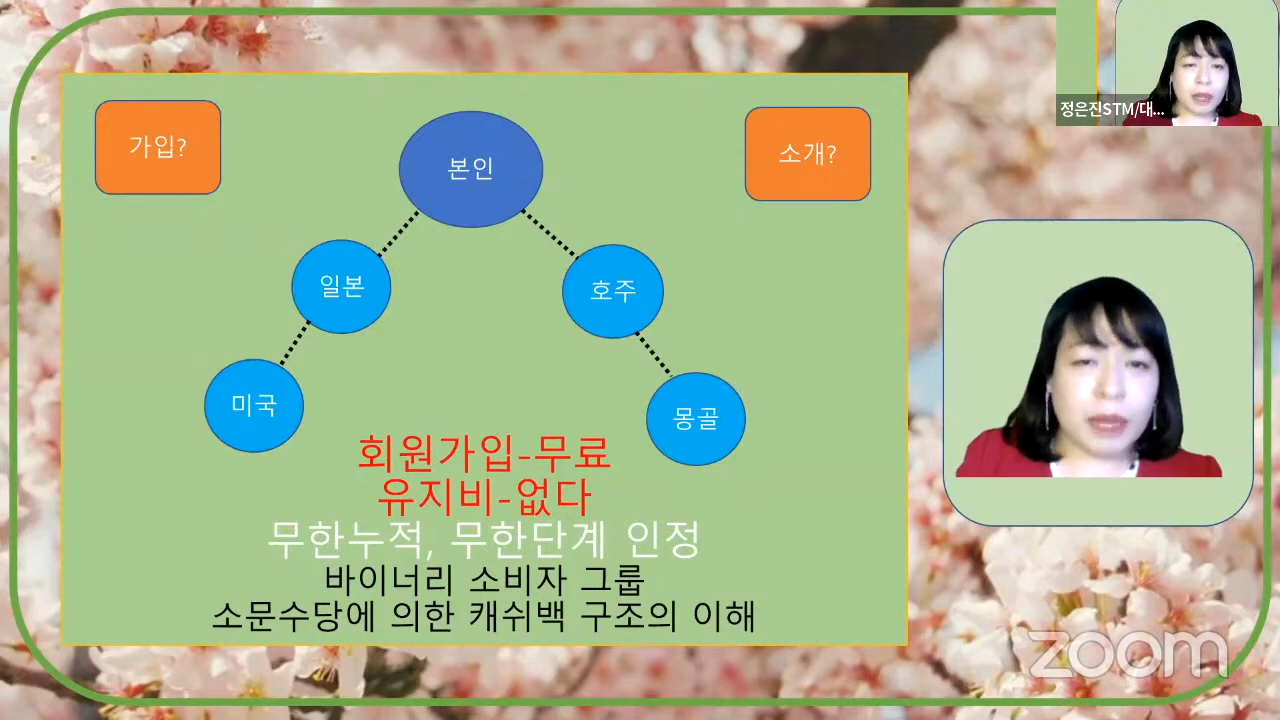 정은진STM/대...
가입?
본인
소개?
일본
호주
미국
몽골
회원가입-무료
유지비-없다
무한누적, 무한단계 인정
바이너리 소비자 그룹
소문수당에 의한 캐쉬백 구조의 이해
zoom